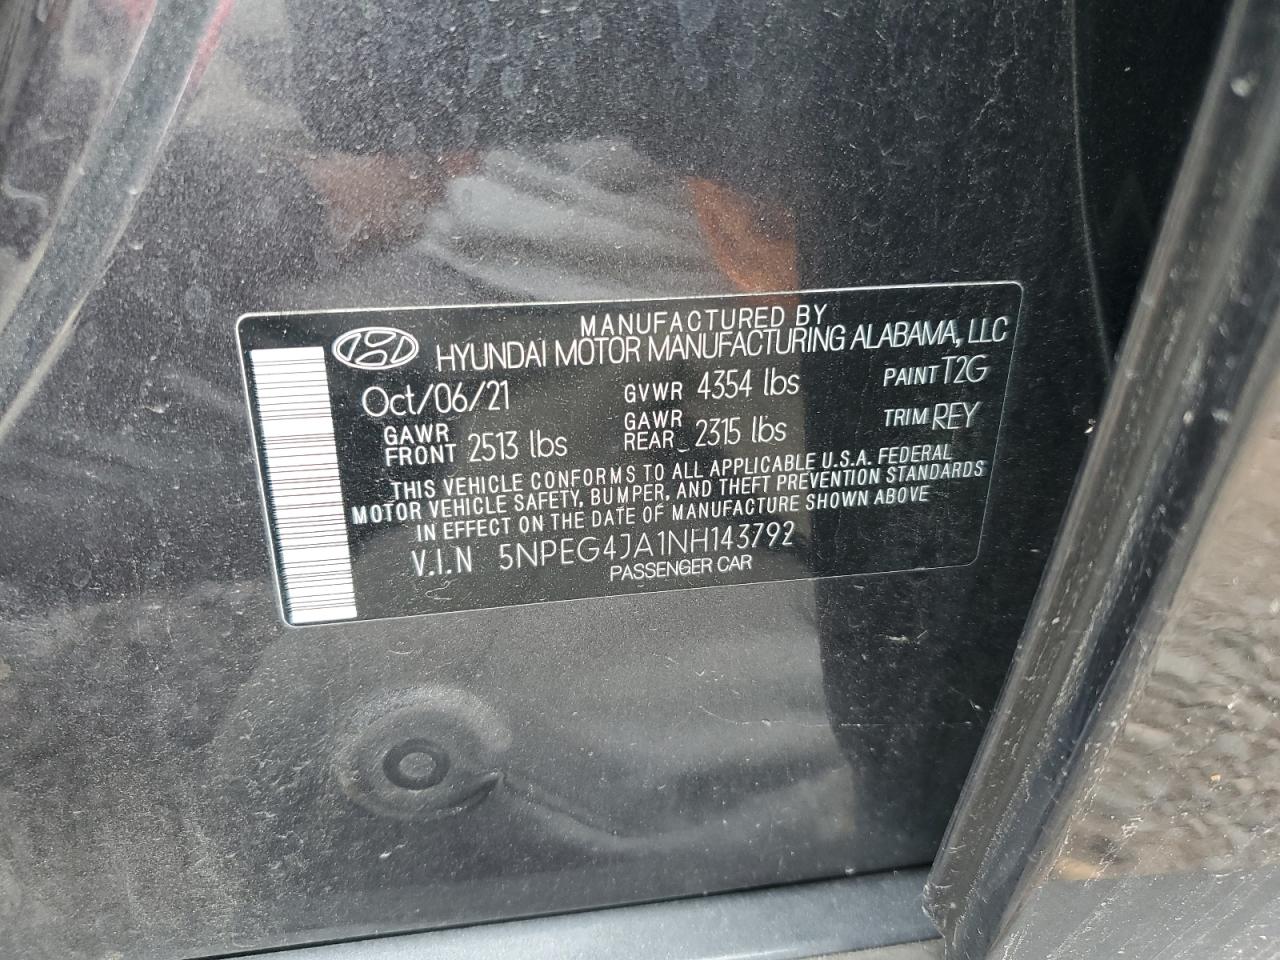 MANUFACTURED BY
HYUNDAI MOTOR MANUFACTURING ALABAMA, LLC
Oct/06/21 GVWR 4354 lbs PAINT T2G
GAWR FRONT 2513 lbs GAWR REAR 2315 lbs TRIM REY
THIS VEHICLE CONFORMS TO ALL APPLICABLE U.S.A. FEDERAL
MOTOR VEHICLE SAFETY, BUMPER, AND THEFT PREVENTION STANDARDS
IN EFFECT ON THE DATE OF MANUFACTURE SHOWN ABOVE
V.I.N 5NPEG4JA1NH143792
PASSENGER CAR